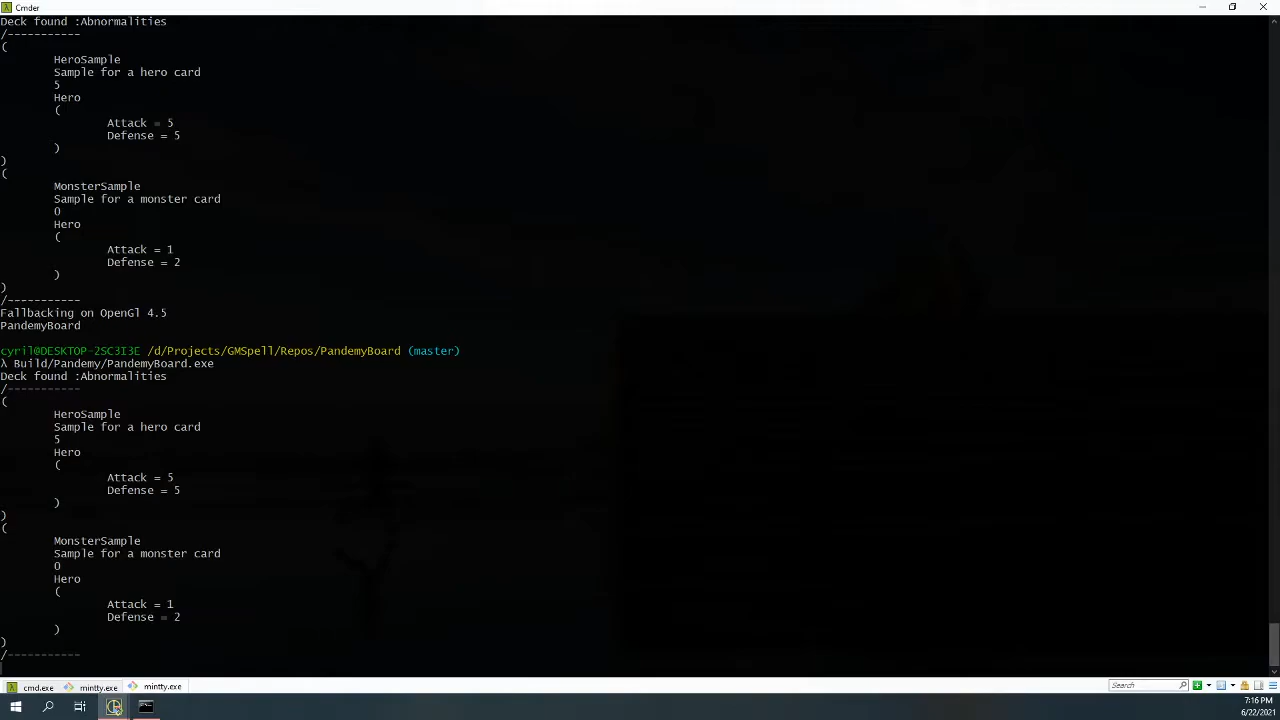 Cmder
Deck found :Abnormalities
/-----------
(
HeroSample
Sample for a hero card
5
Hero
(
Attack = 5
Defense = 5
)
)
(
MonsterSample
Sample for a monster card
0
Hero
(
Attack = 1
Defense = 2
)
)
/-----------
Fallbacking on OpenGl 4.5
PandemyBoard
cyril@DESKTOP-2SC3I3E /d/Projects/GMSpell/Repos/PandemyBoard (master)
λ Build/Pandemy/PandemyBoard.exe
Deck found :Abnormalities
/-----------
(
HeroSample
Sample for a hero card
5
Hero
(
Attack = 5
Defense = 5
)
)
(
MonsterSample
Sample for a monster card
0
Hero
(
Attack = 1
Defense = 2
)
)
/-----------
cmd.exe mintty.exe mintty.exe Search
7:16 PM
6/22/2021